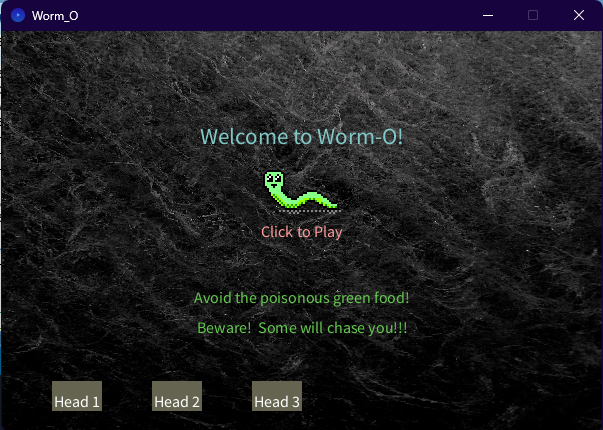 Worm_O
Welcome to Worm-O!
Click to Play
Avoid the poisonous green food!
Beware!  Some will chase you!!!
Head 1 Head 2 Head 3